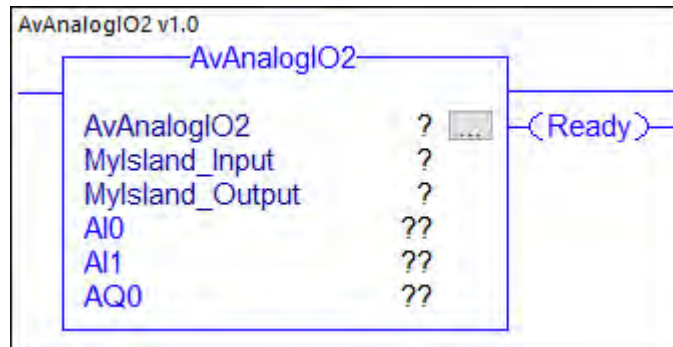 AvAnalogIO2 v1.0
AvAnalogIO2
AvAnalogIO2 ? ... (Ready)
MyIsland_Input ?
MyIsland_Output ?
AI0 ??
AI1 ??
AQ0 ??